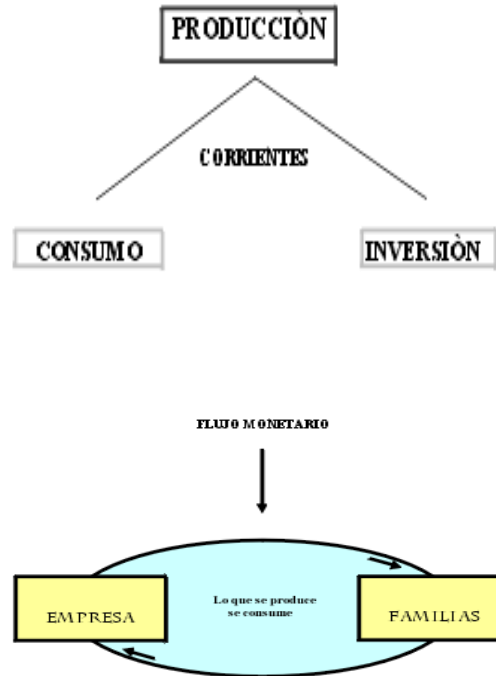 PRODUCCIÒN
CORRIENTES
CONSUMO
INVERSIÒN
FLUJO MONETARIO
Lo que se produce
se consume
EMPRESA
FAMILIAS